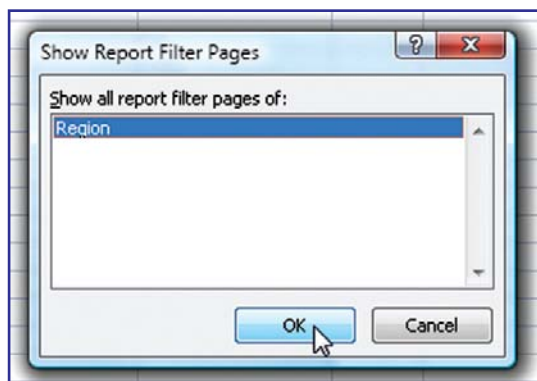 Show Report Filter Pages
Show all report filter pages of:
Region
OK
Cancel